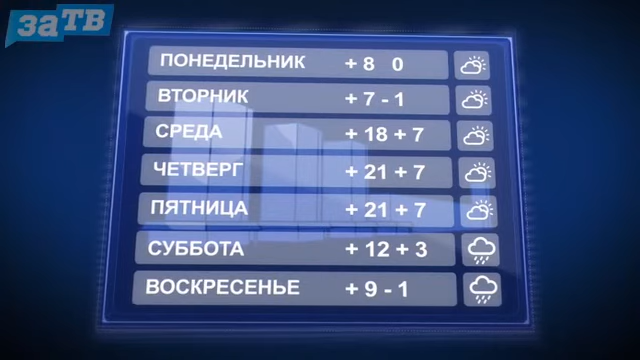 заТВ
ПОНЕДЕЛЬНИК + 8 0
ВТОРНИК + 7 - 1
СРЕДА + 18 + 7
ЧЕТВЕРГ + 21 + 7
ПЯТНИЦА + 21 + 7
СУББОТА + 12 + 3
ВОСКРЕСЕНЬЕ + 9 - 1